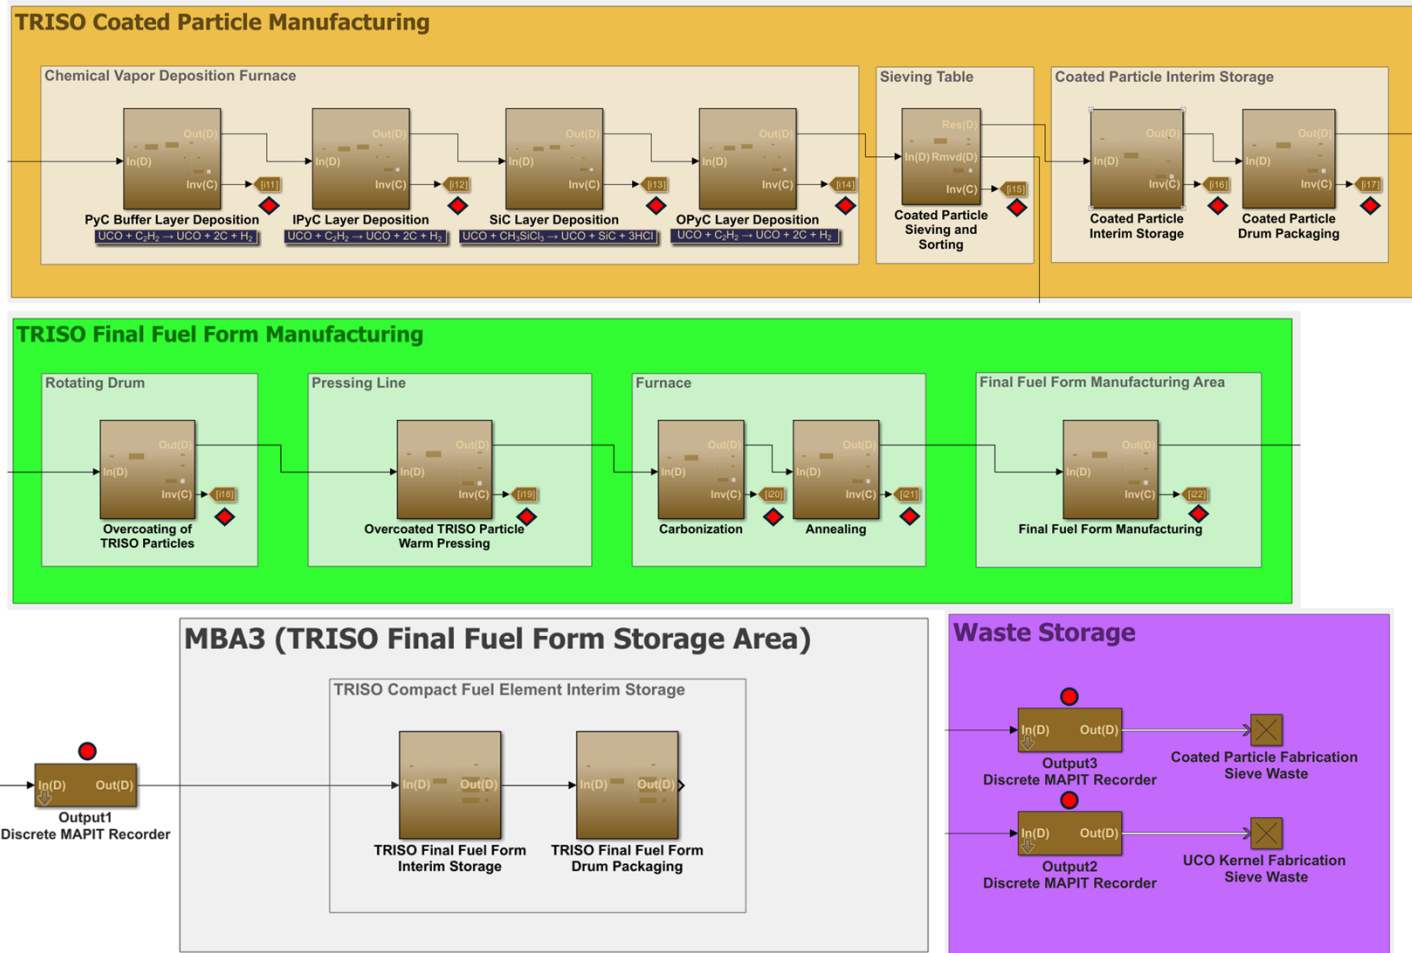 TRISO Coated Particle Manufacturing
Chemical Vapor Deposition Furnace
In(D)
Out(D)
Inv(C)
[i11]
PyC Buffer Layer Deposition
UCO + C₂H₂ → UCO + 2C + H₂
In(D)
Out(D)
Inv(C)
[i12]
IPyC Layer Deposition
UCO + C₂H₂ → UCO + 2C + H₂
In(D)
Out(D)
Inv(C)
[i13]
SiC Layer Deposition
UCO + CH₃SiCl₃ → UCO + SiC + 3HCl
In(D)
Out(D)
Inv(C)
[i14]
OPyC Layer Deposition
UCO + C₂H₂ → UCO + 2C + H₂
Sieving Table
Res(D)
In(D)
Rmvd(D)
Inv(C)
[i15]
Coated Particle
Sieving and
Sorting
Coated Particle Interim Storage
Out(D)
In(D)
Inv(C)
[i16]
Coated Particle
Interim Storage
Out(D)
In(D)
Inv(C)
[i17]
Coated Particle
Drum Packaging
TRISO Final Fuel Form Manufacturing
Rotating Drum
Out(D)
In(D)
Inv(C)
[i18]
Overcoating of
TRISO Particles
Pressing Line
Out(D)
In(D)
Inv(C)
[i19]
Overcoated TRISO Particle
Warm Pressing
Furnace
Out(D)
In(D)
Inv(C)
[i20]
Carbonization
Out(D)
In(D)
Inv(C)
[i21]
Annealing
Final Fuel Form Manufacturing Area
Out(D)
In(D)
Inv(C)
[i22]
Final Fuel Form Manufacturing
In(D)
Out(D)
Output1
Discrete MAPIT Recorder
MBA3 (TRISO Final Fuel Form Storage Area)
TRISO Compact Fuel Element Interim Storage
In(D)
Out(D)
TRISO Final Fuel Form
Interim Storage
In(D)
Out(D)
TRISO Final Fuel Form
Drum Packaging
Waste Storage
In(D)
Out(D)
Output3
Discrete MAPIT Recorder
Coated Particle Fabrication
Sieve Waste
In(D)
Out(D)
Output2
Discrete MAPIT Recorder
UCO Kernel Fabrication
Sieve Waste